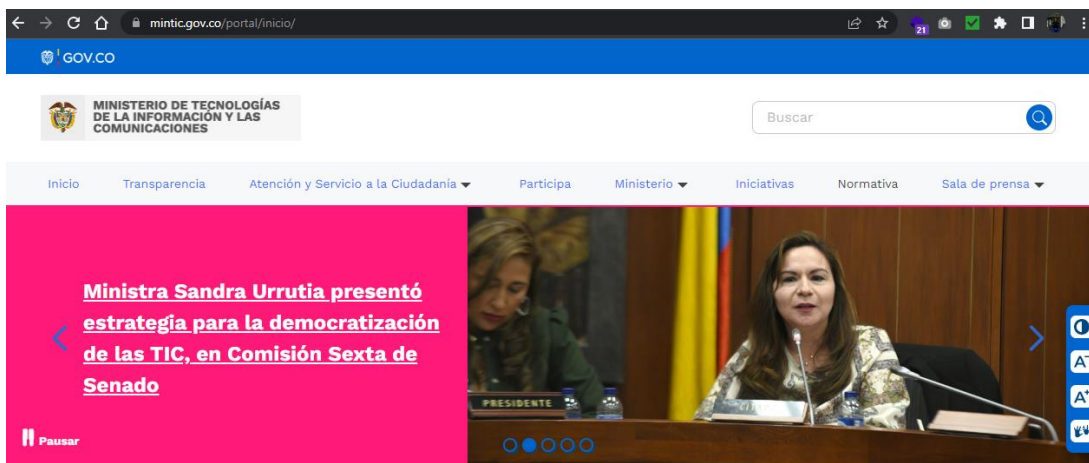 mintic.gov.co/portal/inicio/
21
GOV.CO
MINISTERIO DE TECNOLOGÍAS
DE LA INFORMACIÓN Y LAS
COMUNICACIONES
Buscar
Inicio Transparencia Atención y Servicio a la Ciudadanía Participa Ministerio Iniciativas Normativa Sala de prensa
Ministra Sandra Urrutia presentó
estrategia para la democratización
de las TIC, en Comisión Sexta de
Senado
PRESIDENTE
Pausar
A-
A+